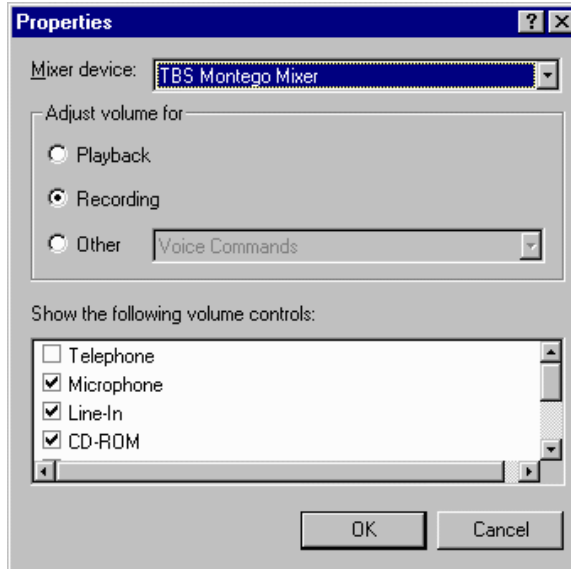 Properties
Mixer device: TBS Montego Mixer
Adjust volume for
Playback
Recording
Other Voice Commands
Show the following volume controls:
Telephone
Microphone
Line-In
CD-ROM
OK Cancel